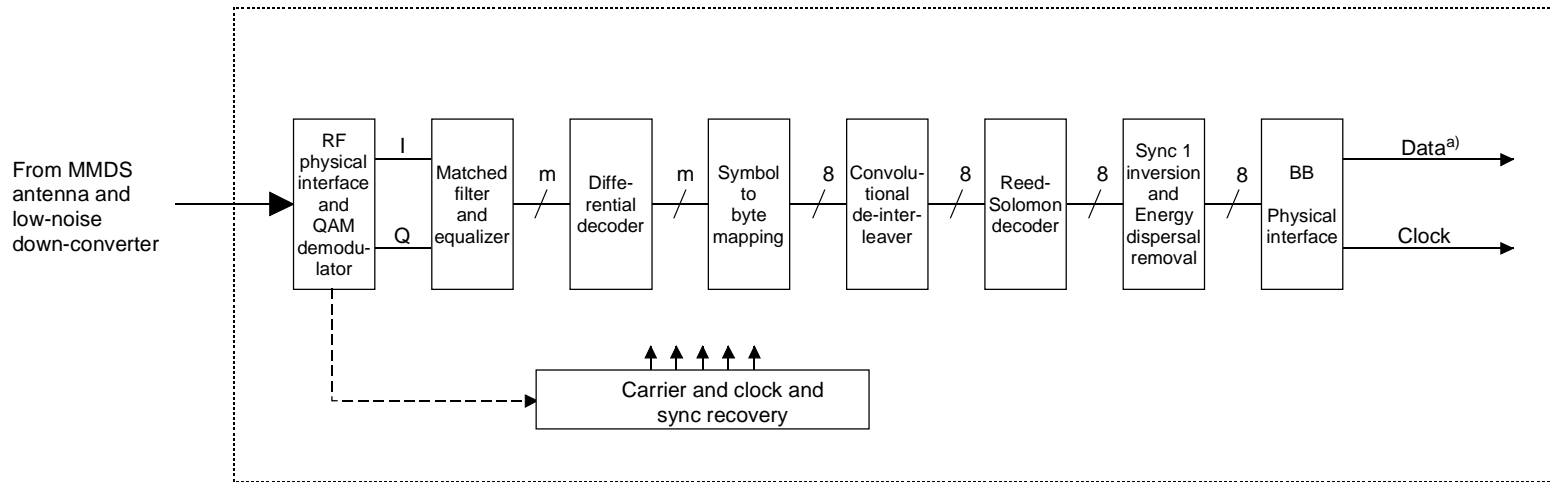 From MMDS
antenna and
low-noise
down-converter
RF
physical
interface
and
QAM
demodu-
lator
I
Q
Matched
filter
and
equalizer
m
Diffe-
rential
decoder
m
Symbol
to
byte
mapping
8
Convolu-
tional
de-inter-
leaver
8
Reed-
Solomon
decoder
8
Sync 1
inversion
and
Energy
dispersal
removal
8
BB
Physical
interface
Data a)
Clock
Carrier and clock and
sync recovery